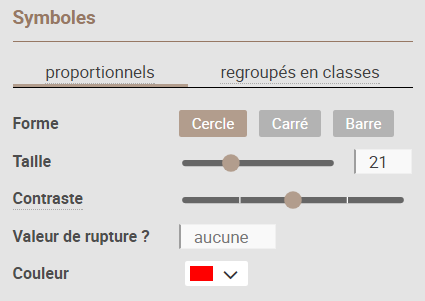 Symboles
proportionnels regroupés en classes
Forme Cercle Carré Barre
Taille 21
Contraste
Valeur de rupture ? aucune
Couleur